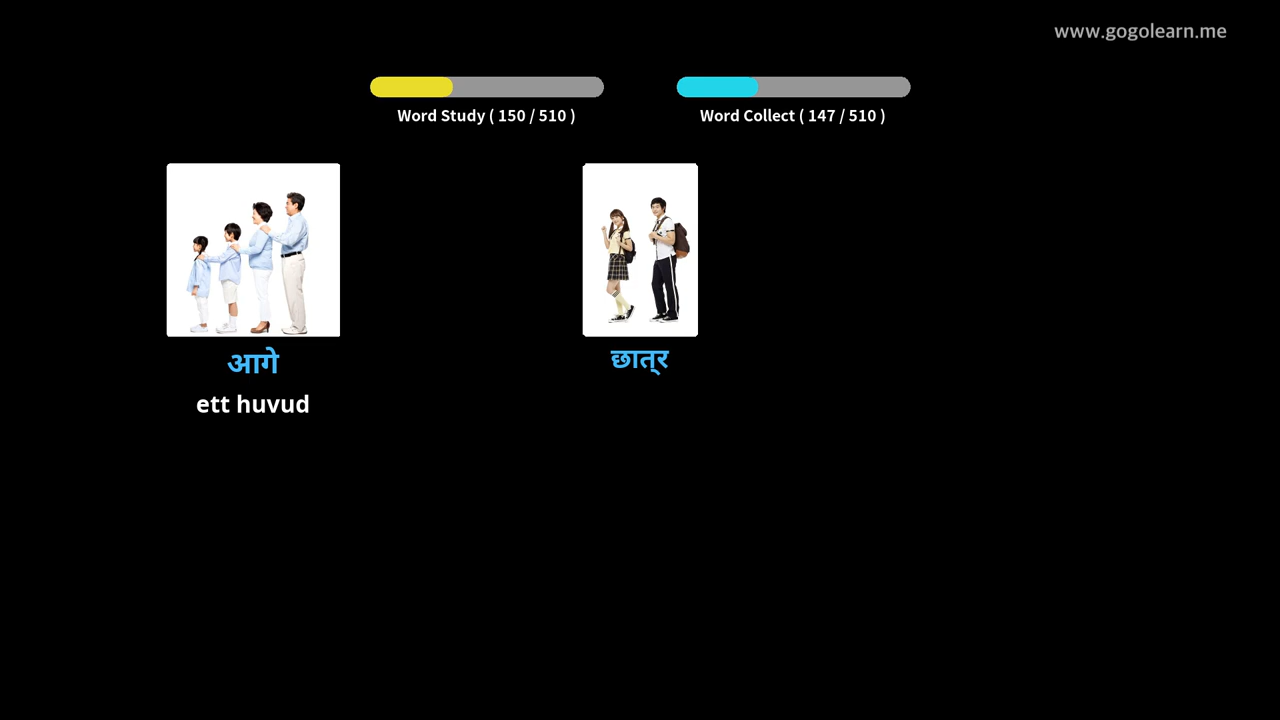 www.gogolearn.me
Word Study ( 150 / 510 )
Word Collect ( 147 / 510 )
आगे
ett huvud
छात्र